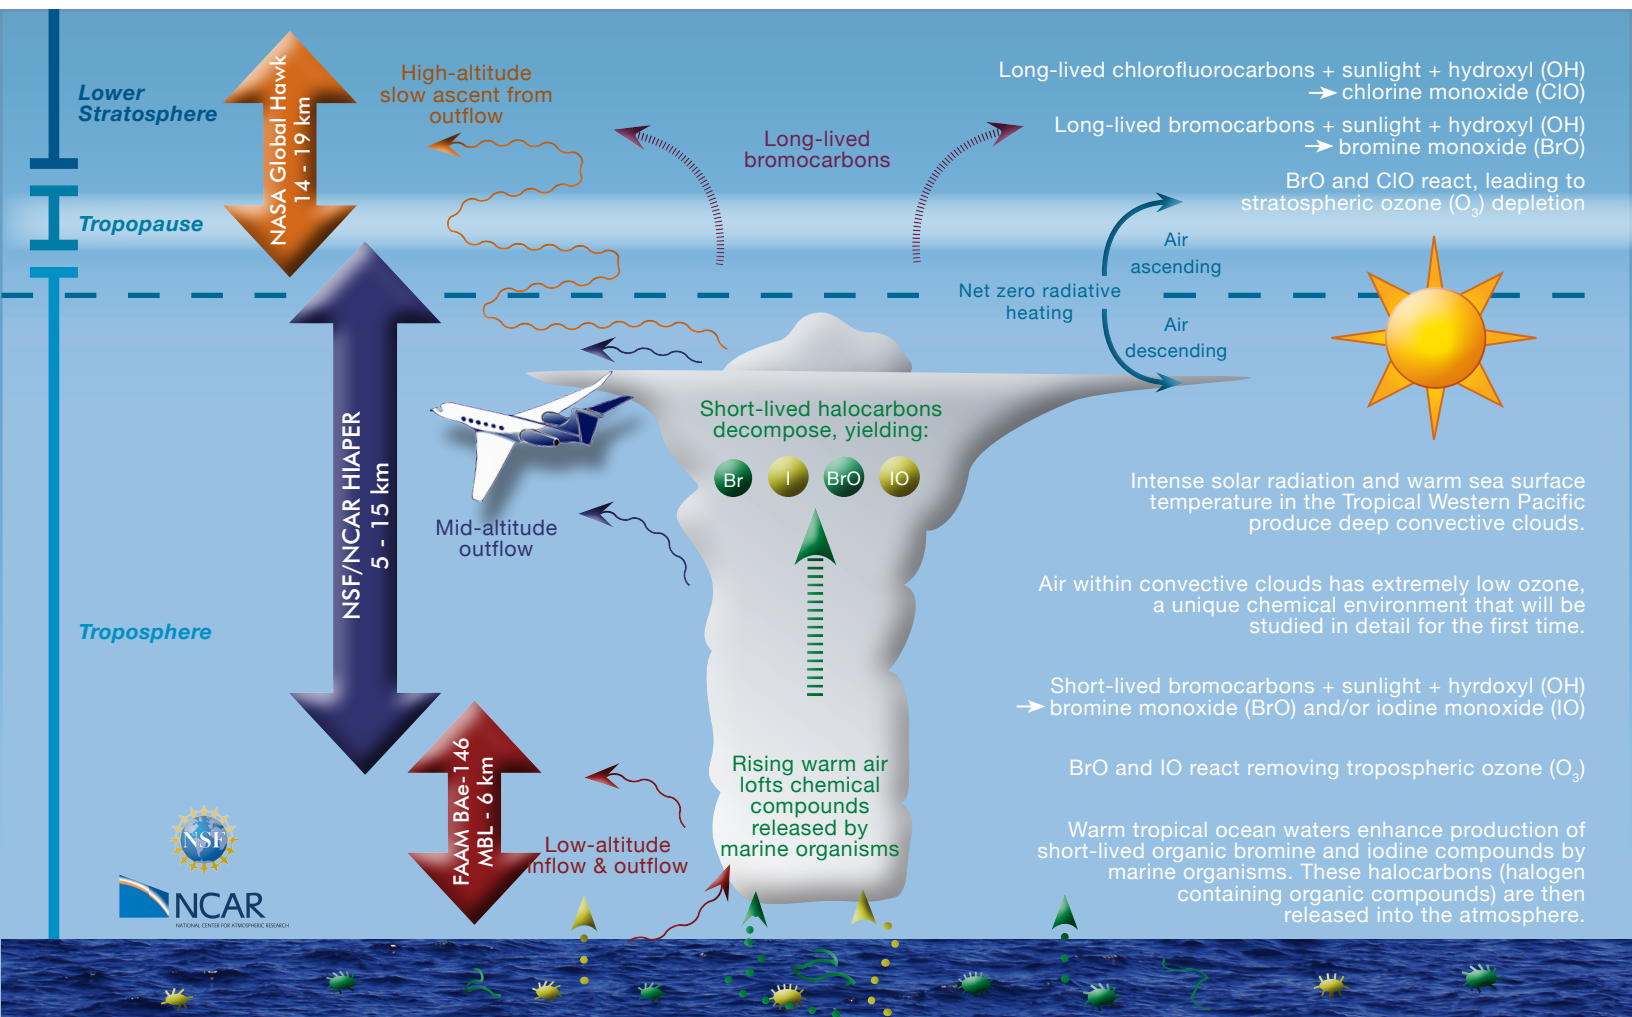 Lower
Stratosphere
Tropopause
Troposphere
NASA Global Hawk
14 - 19 km
NSF/NCAR HIAPER
5 - 15 km
FAAM BAe-146
MBL - 6 km
High-altitude
slow ascent from
outflow
Long-lived
bromocarbons
Mid-altitude
outflow
Low-altitude
inflow & outflow
Short-lived halocarbons
decompose, yielding:
Br I BrO IO
Rising warm air
lofts chemical
compounds
released by
marine organisms
Net zero radiative
heating
Air
ascending
Air
descending
Long-lived chlorofluorocarbons + sunlight + hydroxyl (OH)
→ chlorine monoxide (ClO)
Long-lived bromocarbons + sunlight + hydroxyl (OH)
→ bromine monoxide (BrO)
BrO and ClO react, leading to
stratospheric ozone (O₃) depletion
Intense solar radiation and warm sea surface
temperature in the Tropical Western Pacific
produce deep convective clouds.
Air within convective clouds has extremely low ozone,
a unique chemical environment that will be
studied in detail for the first time.
Short-lived bromocarbons + sunlight + hyrdoxyl (OH)
→ bromine monoxide (BrO) and/or iodine monoxide (IO)
BrO and IO react removing tropospheric ozone (O₃)
Warm tropical ocean waters enhance production of
short-lived organic bromine and iodine compounds by
marine organisms. These halocarbons (halogen
containing organic compounds) are then
released into the atmosphere.
NSF
NCAR
NATIONAL CENTER FOR ATMOSPHERIC RESEARCH